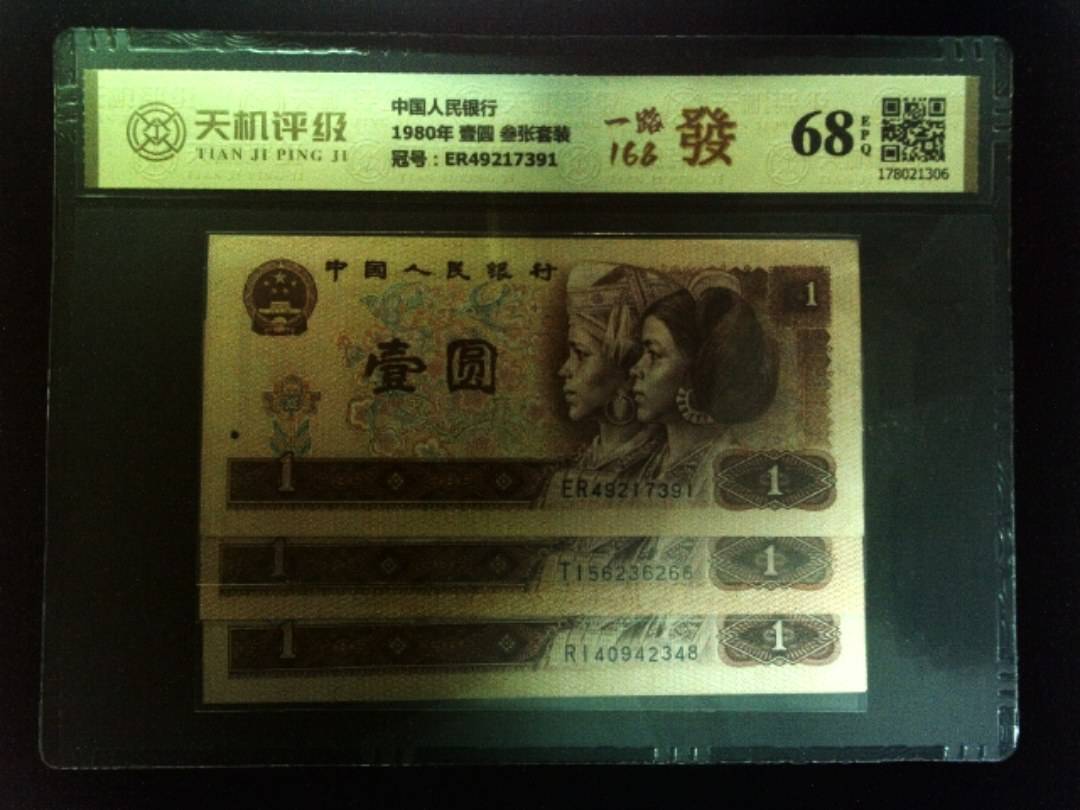 天机评级
TIAN JI PING JI
中国人民银行
1980年 壹圆 叁张套装
冠号：ER49217391
一路
168
發
68
EPQ
178021306
中国人民银行
1
壹圆
1
ER49217391
1
1
TI56236266
1
1
RI40942348
1